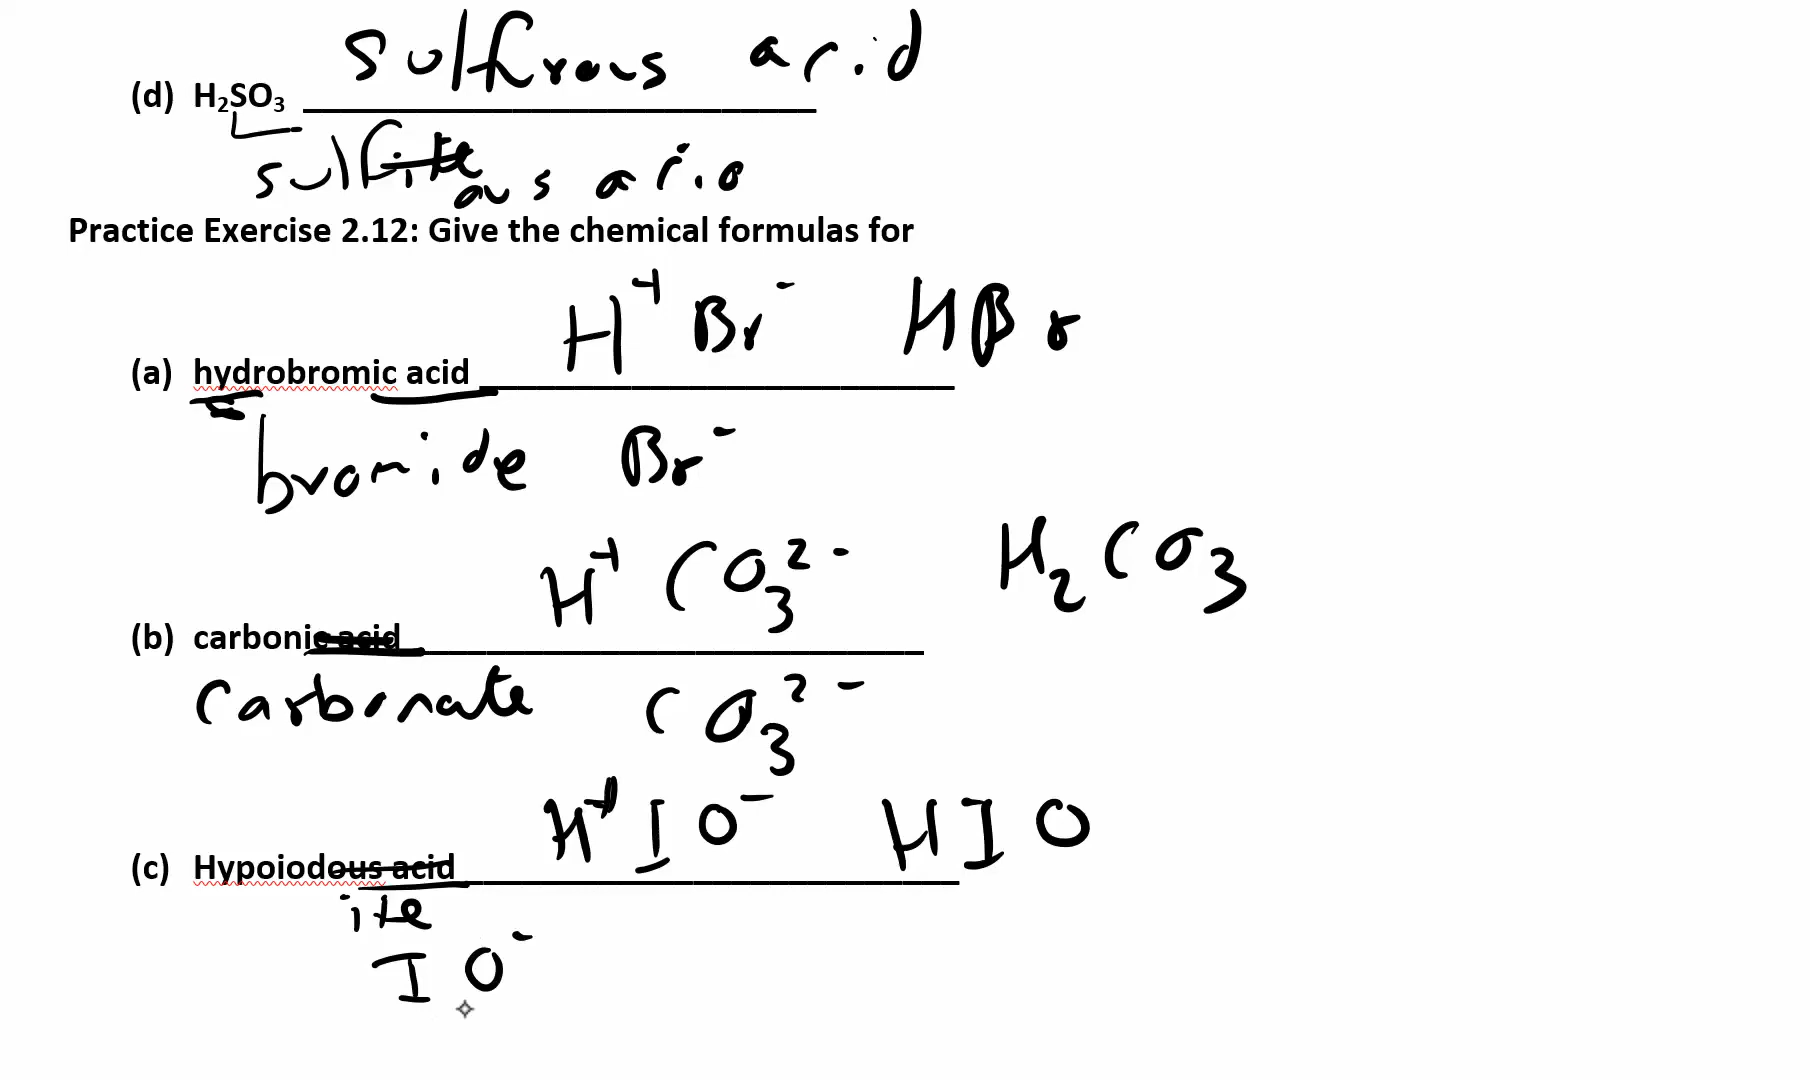 sulfrous acid
(d) H₂SO₃
sulfite ous acid
Practice Exercise 2.12: Give the chemical formulas for
H⁺ Br⁻ HBr
(a) hydrobromic acid
bromide Br⁻
H⁺ CO₃²⁻ H₂CO₃
(b) carbonic acid
carbonate CO₃²⁻
H⁺ IO⁻ HIO
(c) Hypoiodous acid
ite
IO⁻